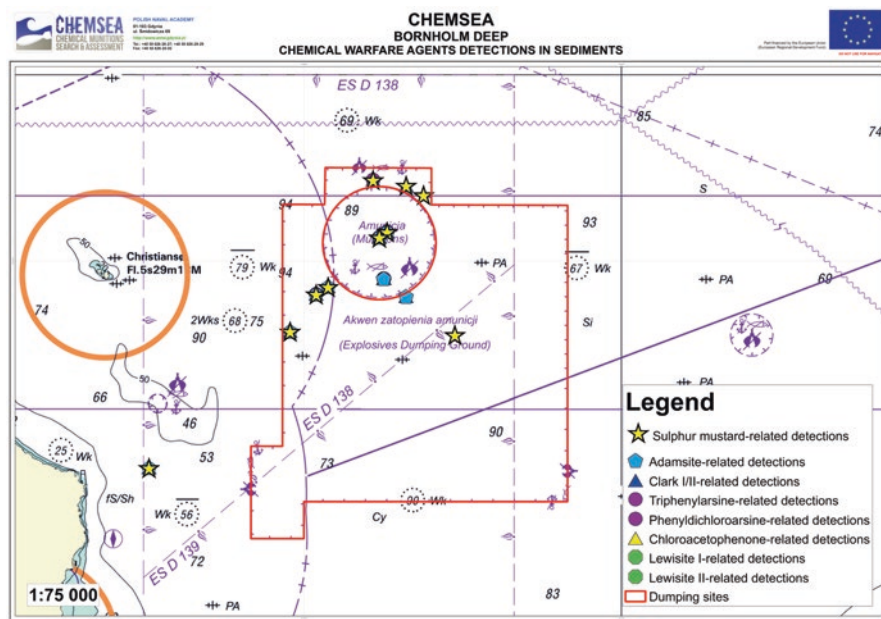 CHEMSEA
CHEMICAL MUNITIONS
SEARCH & ASSESSMENT
POLISH NAVAL ACADEMY
CHEMSEA
BORNHOLM DEEP
CHEMICAL WARFARE AGENTS DETECTIONS IN SEDIMENTS
ES D 138
69 Wk
85
74
S
94
89
93
Amunicja
(Munitions)
50
Christiansø
79 Wk
94
PA
67 Wk
PA
69
74
2Wks 68 75
90
Akwen zatopienia amunicji
(Explosives Dumping Ground)
Si
ES D 138
50
PA
66
46
90
25 Wk
53
73
fS/Sh
Wk 56
90 Wk
Cy
ES D 139
72
83
PA
1:75 000
Legend
Sulphur mustard-related detections
Adamsite-related detections
Clark I/II-related detections
Triphenylarsine-related detections
Phenyldichloroarsine-related detections
Chloroacetophenone-related detections
Lewisite I-related detections
Lewisite II-related detections
Dumping sites